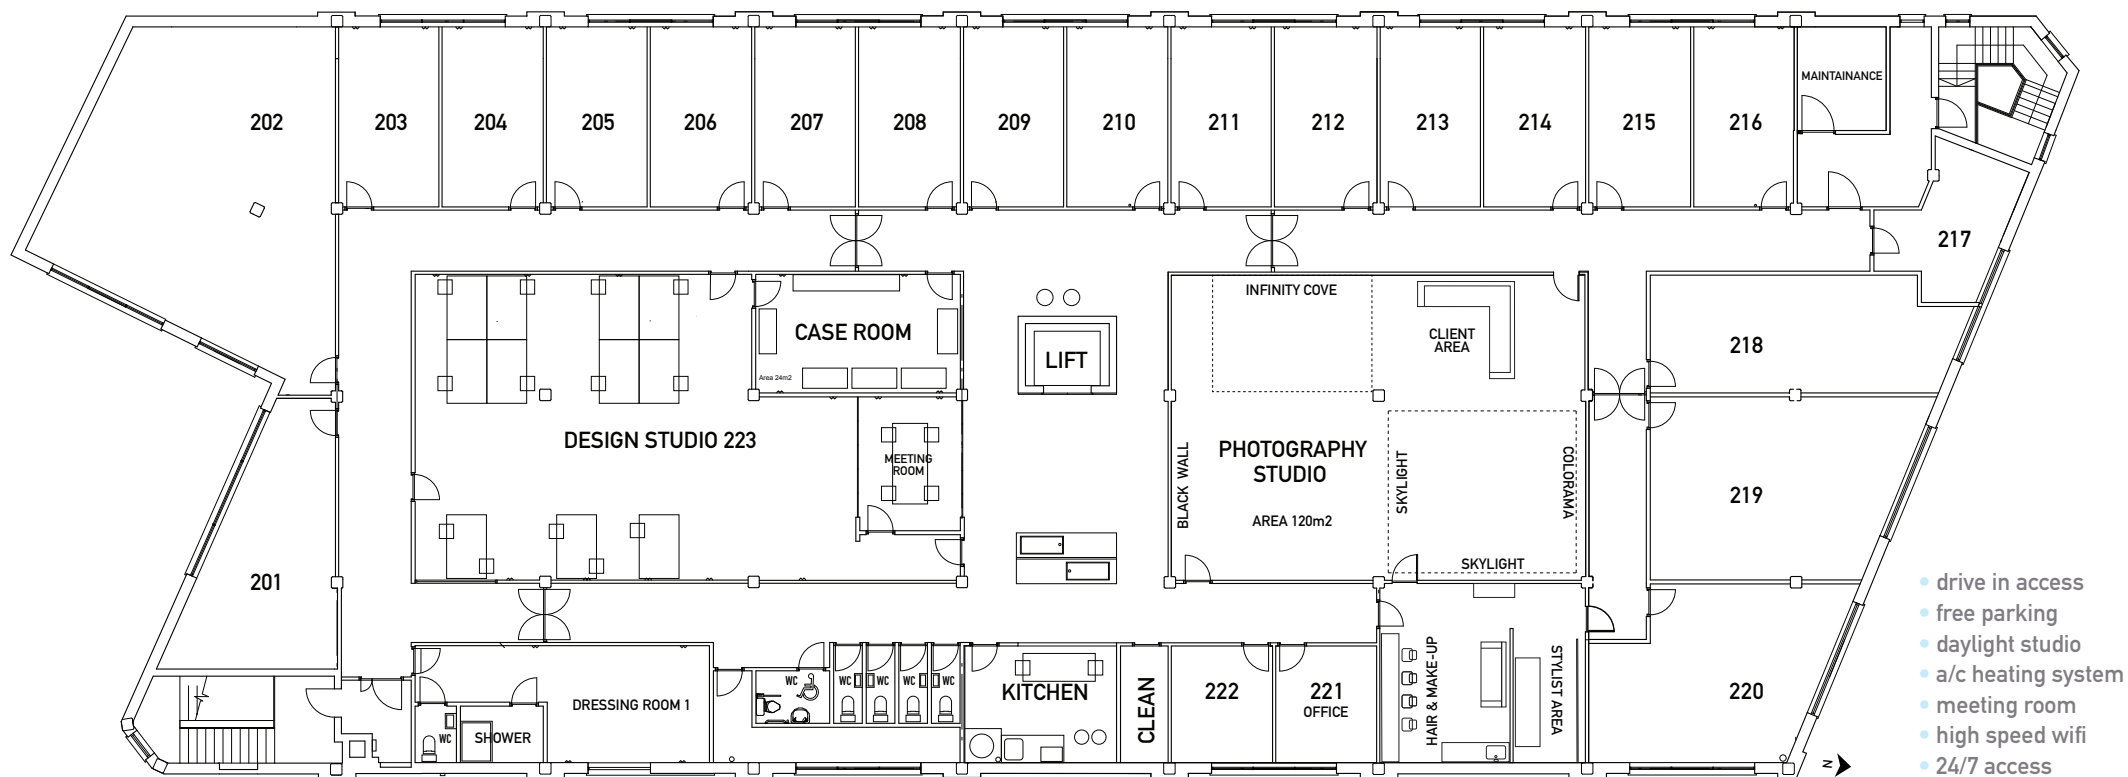 MAINTAINANCE
202
203
204
205
206
207
208
209
210
211
212
213
214
215
216
217
INFINITY COVE
CASE ROOM
CLIENT
AREA
LIFT
218
Area 24m2
DESIGN STUDIO 223
MEETING
ROOM
BLACK WALL
PHOTOGRAPHY
STUDIO
SKYLIGHT
COLORAMA
219
AREA 120m2
SKYLIGHT
201
DRESSING ROOM 1
WC
SHOWER
WC
WC
WC
WC
WC
KITCHEN
CLEAN
222
221
OFFICE
HAIR & MAKE-UP
STYLIST AREA
220
N
• drive in access
• free parking
• daylight studio
• a/c heating system
• meeting room
• high speed wifi
• 24/7 access